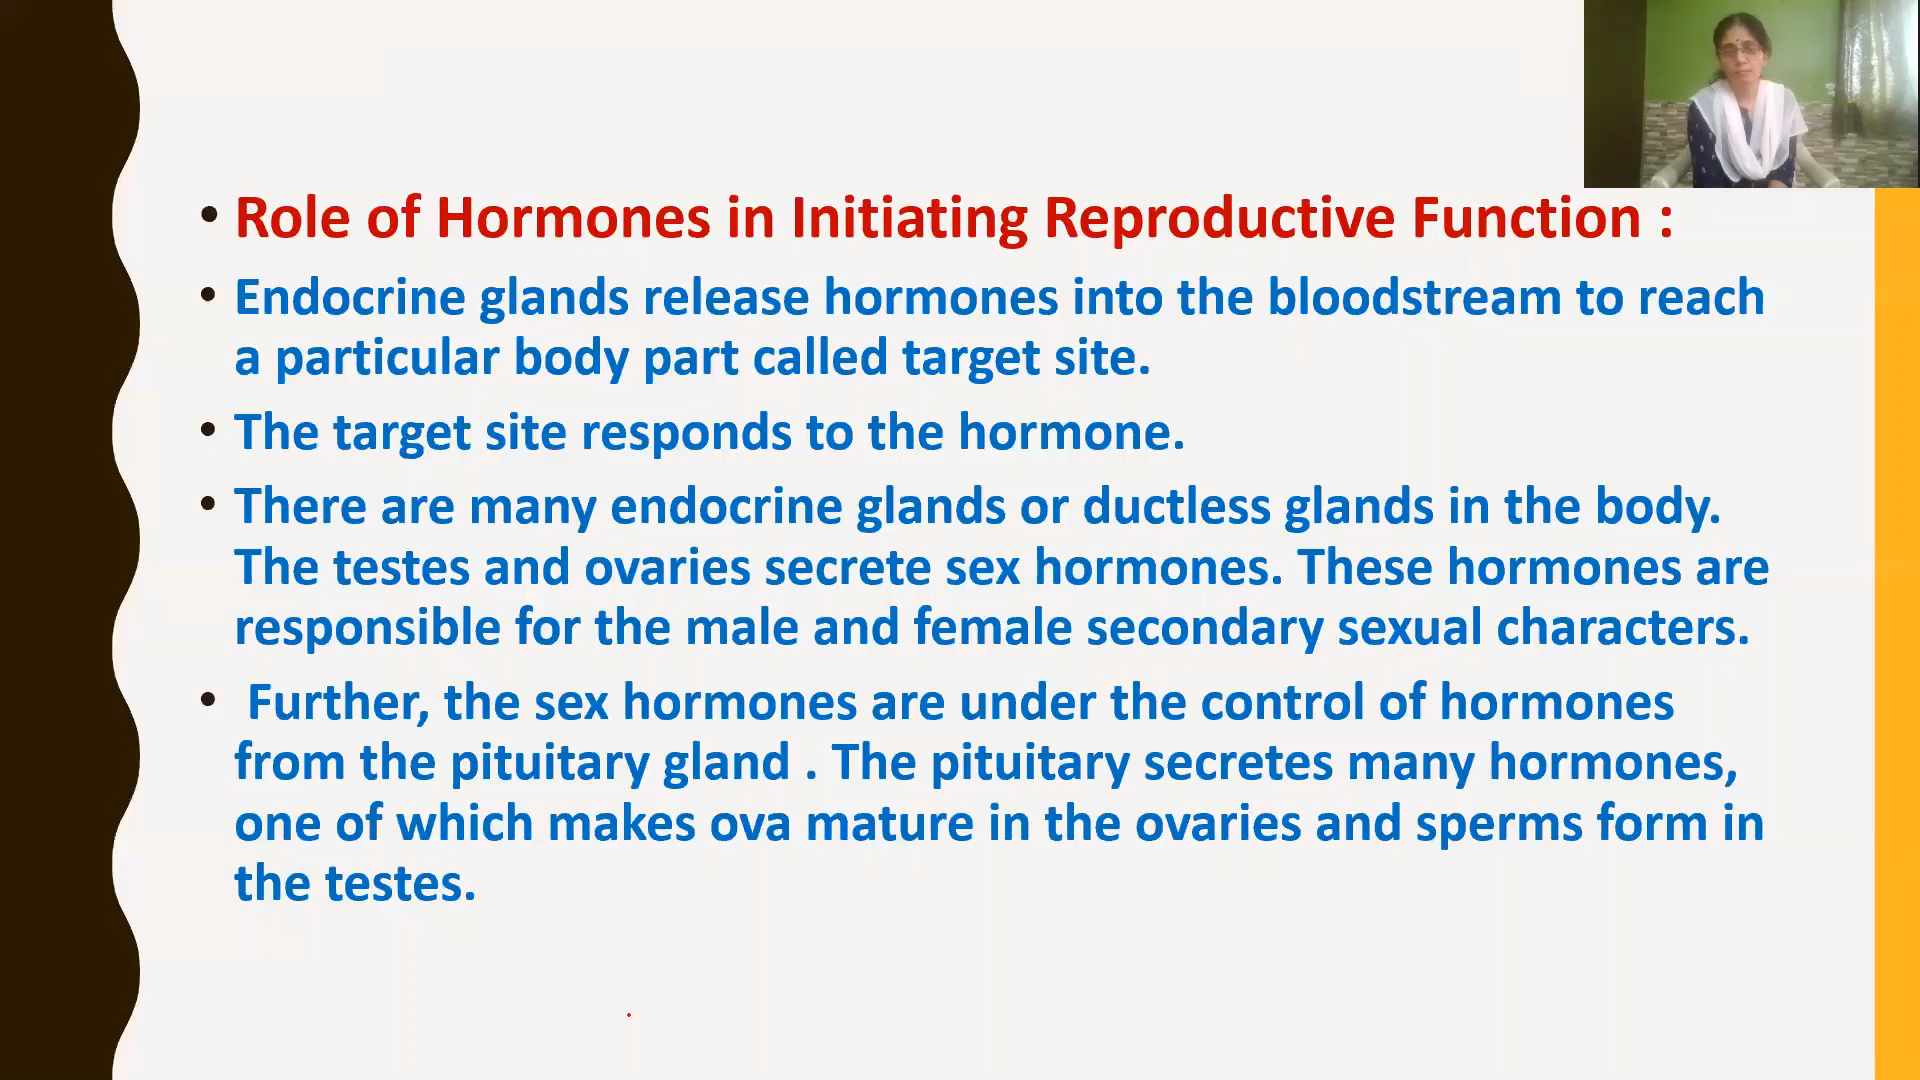 • Role of Hormones in Initiating Reproductive Function :
• Endocrine glands release hormones into the bloodstream to reach
a particular body part called target site.
• The target site responds to the hormone.
• There are many endocrine glands or ductless glands in the body.
The testes and ovaries secrete sex hormones. These hormones are
responsible for the male and female secondary sexual characters.
• Further, the sex hormones are under the control of hormones
from the pituitary gland . The pituitary secretes many hormones,
one of which makes ova mature in the ovaries and sperms form in
the testes.